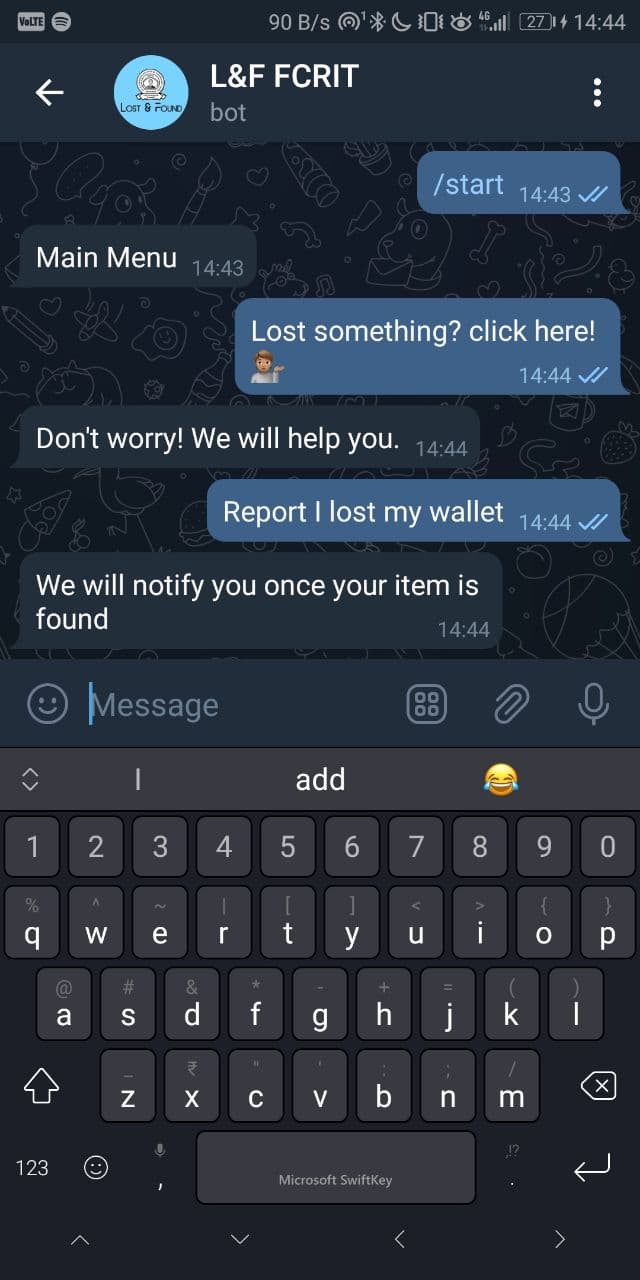 VoLTE 90 B/s 1 4G 27 14:44
LOST & FOUND
L&F FCRIT
bot
/start 14:43
Main Menu 14:43
Lost something? click here!
💁🏽‍♂️ 14:44
Don't worry! We will help you. 14:44
Report I lost my wallet 14:44
We will notify you once your item is
found 14:44
Message
I add 😂
1 2 3 4 5 6 7 8 9 0
% ^ ~ | [ ] < > { }
q w e r t y u i o p
@ # & * - + = ( )
a s d f g h j k l
_ ₹ " ' : ; /
z x c v b n m
123 , Microsoft SwiftKey ,!? .